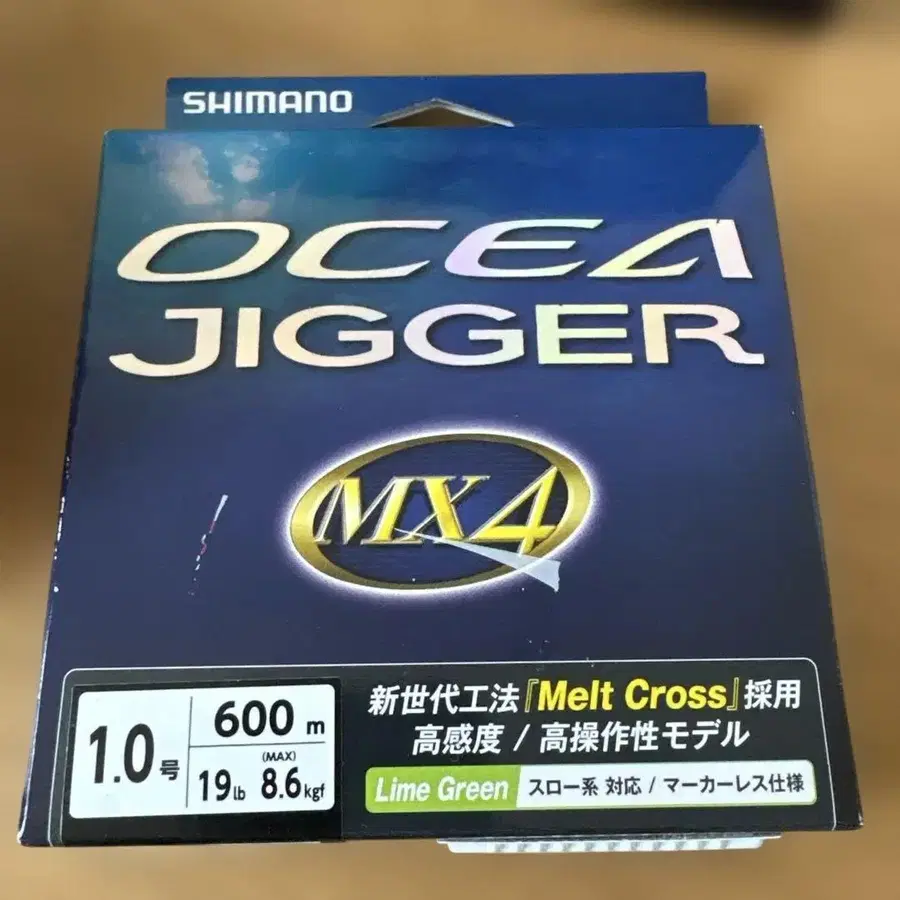 SHIMANO
OCEA
JIGGER
MX4
新世代工法『Melt Cross』採用
高感度 / 高操作性モデル
Lime Green スロー系 対応 / マーカーレス仕様
1.0号
600 m
19lb (MAX) 8.6kgf